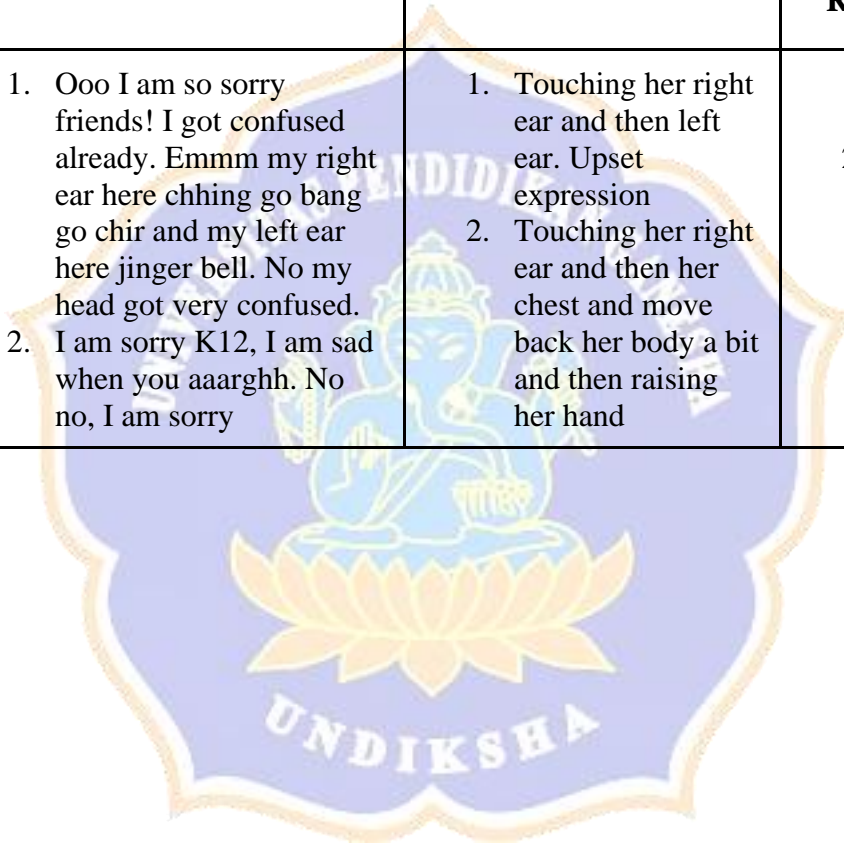 1. Ooo I am so sorry
friends! I got confused
already. Emmm my right
ear here chhing go bang
go chir and my left ear
here jinger bell. No my
head got very confused.
2. I am sorry K12, I am sad
when you aaarghh. No
no, I am sorry
1. Touching her right
ear and then left
ear. Upset
expression
2. Touching her right
ear and then her
chest and move
back her body a bit
and then raising
her hand
UNDIKSHA